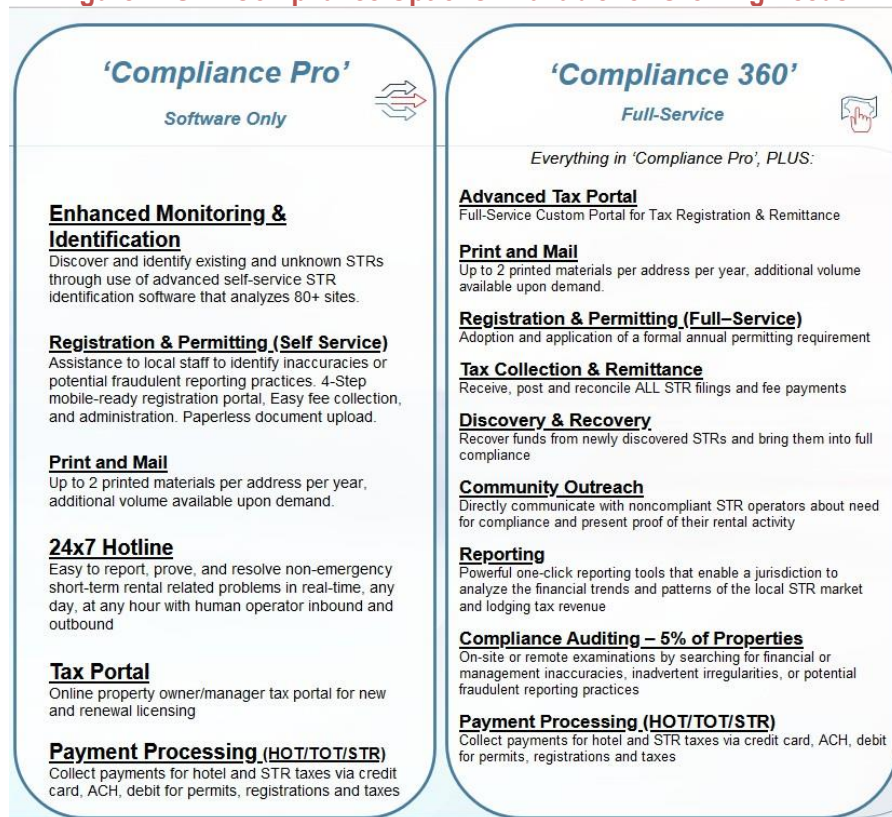 ‘Compliance Pro’
Software Only
Enhanced Monitoring &
Identification
Discover and identify existing and unknown STRs
through use of advanced self-service STR
identification software that analyzes 80+ sites.
Registration & Permitting (Self Service)
Assistance to local staff to identify inaccuracies or
potential fraudulent reporting practices. 4-Step
mobile-ready registration portal, Easy fee collection,
and administration. Paperless document upload.
Print and Mail
Up to 2 printed materials per address per year,
additional volume available upon demand.
24x7 Hotline
Easy to report, prove, and resolve non-emergency
short-term rental related problems in real-time, any
day, at any hour with human operator inbound and
outbound
Tax Portal
Online property owner/manager tax portal for new
and renewal licensing
Payment Processing (HOT/TOT/STR)
Collect payments for hotel and STR taxes via credit
card, ACH, debit for permits, registrations and taxes
‘Compliance 360’
Full-Service
Everything in ‘Compliance Pro’, PLUS:
Advanced Tax Portal
Full-Service Custom Portal for Tax Registration & Remittance
Print and Mail
Up to 2 printed materials per address per year, additional volume
available upon demand.
Registration & Permitting (Full–Service)
Adoption and application of a formal annual permitting requirement
Tax Collection & Remittance
Receive, post and reconcile ALL STR filings and fee payments
Discovery & Recovery
Recover funds from newly discovered STRs and bring them into full
compliance
Community Outreach
Directly communicate with noncompliant STR operators about need
for compliance and present proof of their rental activity
Reporting
Powerful one-click reporting tools that enable a jurisdiction to
analyze the financial trends and patterns of the local STR market
and lodging tax revenue
Compliance Auditing – 5% of Properties
On-site or remote examinations by searching for financial or
management inaccuracies, inadvertent irregularities, or potential
fraudulent reporting practices
Payment Processing (HOT/TOT/STR)
Collect payments for hotel and STR taxes via credit card, ACH, debit
for permits, registrations and taxes